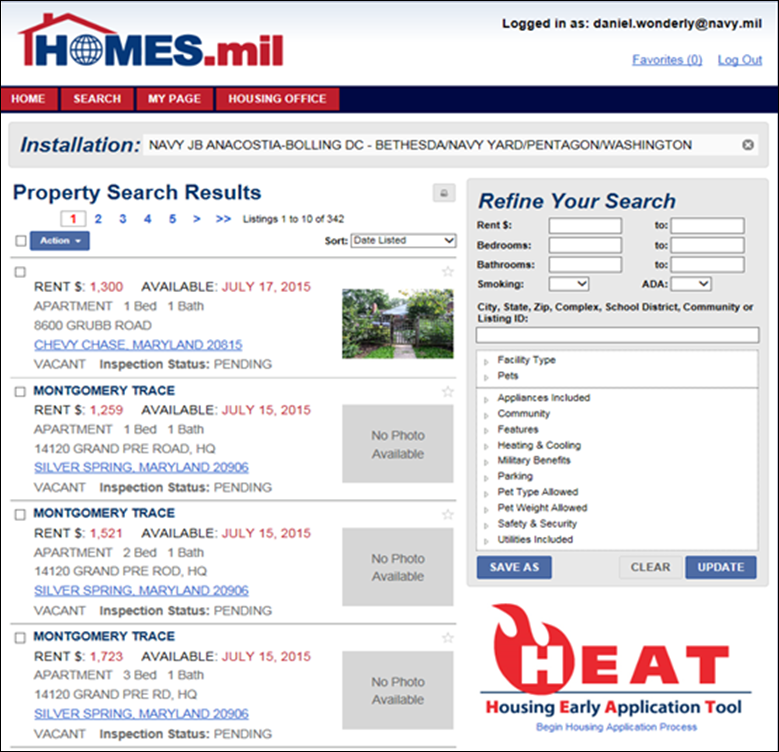 HOMES.mil
Logged in as: daniel.wonderly@navy.mil
Favorites (0) Log Out
HOME SEARCH MY PAGE HOUSING OFFICE
Installation: NAVY JB ANACOSTIA-BOLLING DC - BETHESDA/NAVY YARD/PENTAGON/WASHINGTON
Property Search Results
1 2 3 4 5 > >> Listings 1 to 10 of 342
Action Sort: Date Listed
RENT $: 1,300 AVAILABLE: JULY 17, 2015
APARTMENT 1 Bed 1 Bath
8600 GRUBB ROAD
CHEVY CHASE, MARYLAND 20815
VACANT Inspection Status: PENDING
MONTGOMERY TRACE
RENT $: 1,259 AVAILABLE: JULY 15, 2015
APARTMENT 1 Bed 1 Bath
14120 GRAND PRE ROAD, HQ
SILVER SPRING, MARYLAND 20906
VACANT Inspection Status: PENDING
No Photo
Available
MONTGOMERY TRACE
RENT $: 1,521 AVAILABLE: JULY 15, 2015
APARTMENT 2 Bed 1 Bath
14120 GRAND PRE ROD, HQ
SILVER SPRING, MARYLAND 20906
VACANT Inspection Status: PENDING
No Photo
Available
MONTGOMERY TRACE
RENT $: 1,723 AVAILABLE: JULY 15, 2015
APARTMENT 3 Bed 1 Bath
14120 GRAND PRE RD, HQ
SILVER SPRING, MARYLAND 20906
VACANT Inspection Status: PENDING
No Photo
Available
Refine Your Search
Rent $: to:
Bedrooms: to:
Bathrooms: to:
Smoking: ADA:
City, State, Zip, Complex, School District, Community or
Listing ID:
Facility Type
Pets
Appliances Included
Community
Features
Heating & Cooling
Military Benefits
Parking
Pet Type Allowed
Pet Weight Allowed
Safety & Security
Utilities Included
SAVE AS CLEAR UPDATE
HEAT
Housing Early Application Tool
Begin Housing Application Process